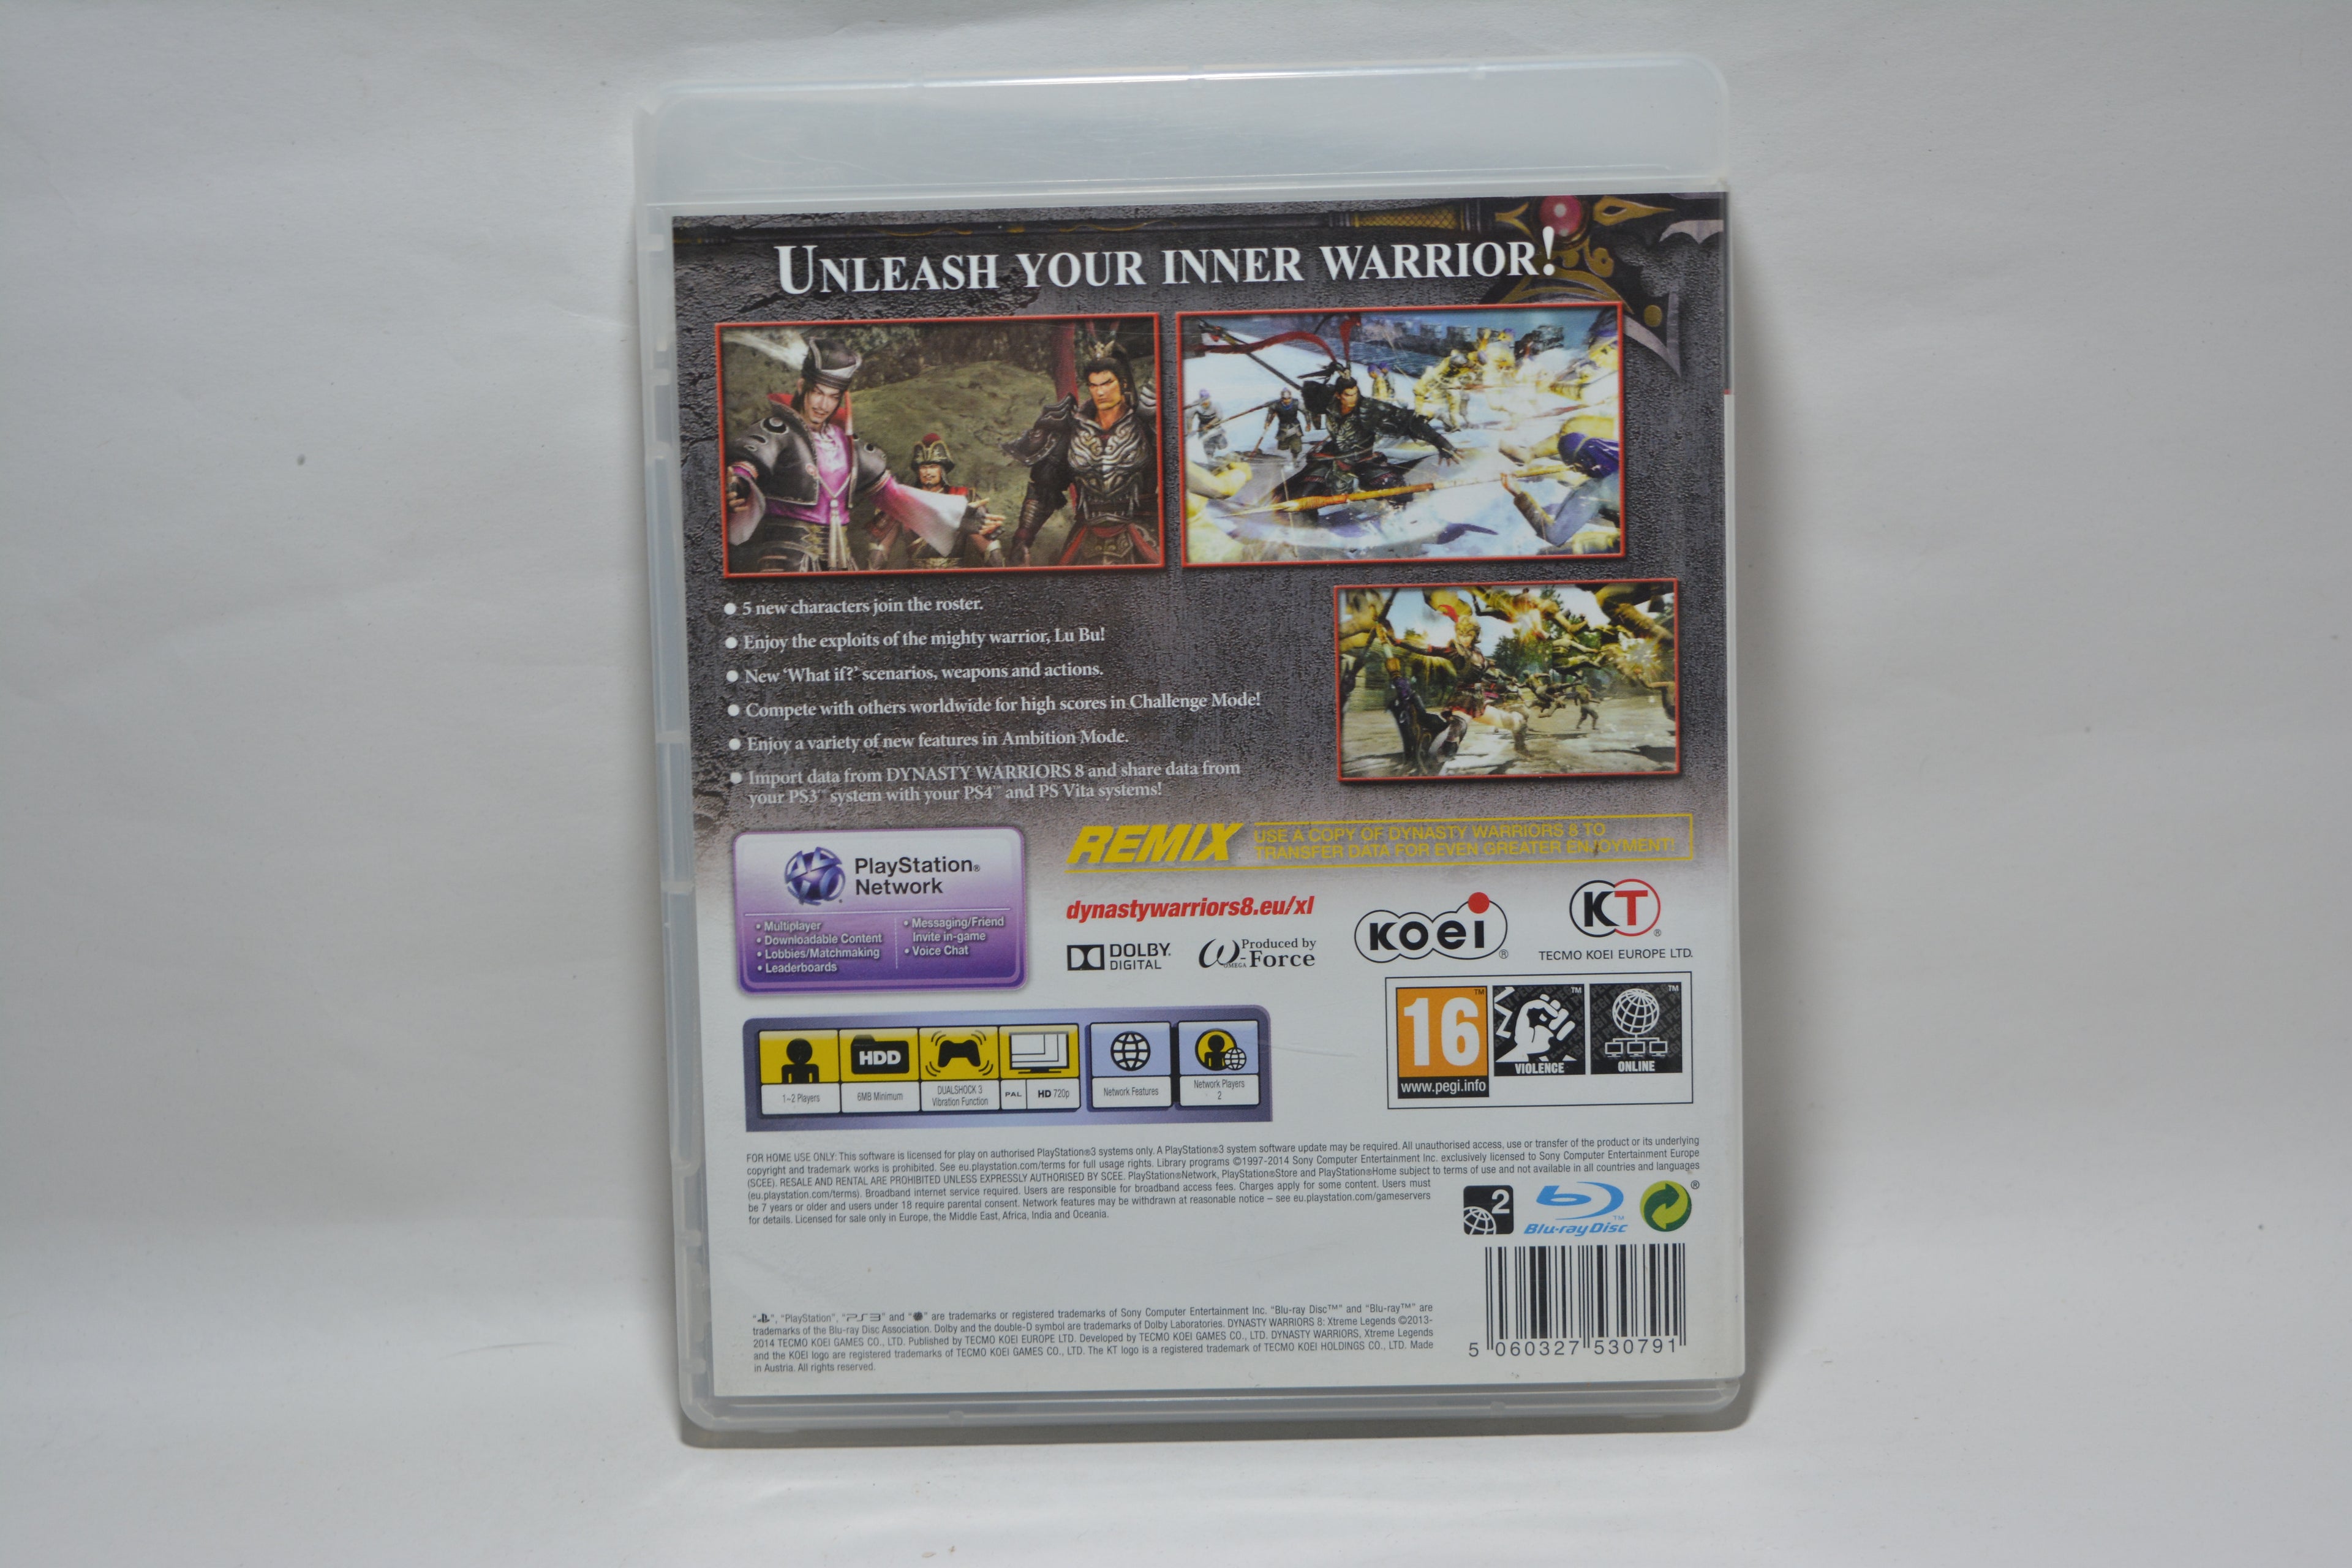 UNLEASH YOUR INNER WARRIOR!
5 new characters join the roster.
Enjoy the exploits of the mighty warrior, Lu Bu!
New 'What if?' scenarios, weapons and actions.
Compete with others worldwide for high scores in Challenge Mode!
Enjoy a variety of new features in Ambition Mode.
Import data from DYNASTY WARRIORS 8 and share data from
your PS3™ system with your PS4™ and PS Vita systems!
REMIX
USE A COPY OF DYNASTY WARRIORS 8 TO
TRANSFER DATA FOR EVEN GREATER ENJOYMENT!
PlayStation®
Network
• Multiplayer
• Downloadable Content
• Lobbies/Matchmaking
• Leaderboards
• Messaging/Friend
Invite in-game
• Voice Chat
dynastywarriors8.eu/xl
DOLBY.
DIGITAL
Produced by
ω-Force
OMEGA
KOEI ®
KT ®
TECMO KOEI EUROPE LTD.
1-2 Players
HDD
6MB Minimum
DUALSHOCK 3
Vibration Function
PAL
HD 720p
Network Features
Network Players
2
16 ™
www.pegi.info
VIOLENCE
ONLINE
FOR HOME USE ONLY: This software is licensed for play on authorised PlayStation®3 systems only. A PlayStation®3 system software update may be required. All unauthorised access, use or transfer of the product or its underlying
copyright and trademark works is prohibited. See eu.playstation.com/terms for full usage rights. Library programs ©1997-2014 Sony Computer Entertainment Inc. exclusively licensed to Sony Computer Entertainment Europe
(SCEE). RESALE AND RENTAL ARE PROHIBITED UNLESS EXPRESSLY AUTHORISED BY SCEE. PlayStation®Network, PlayStation®Store and PlayStation®Home subject to terms of use and not available in all countries and languages
(eu.playstation.com/terms). Broadband internet service required. Users are responsible for broadband access fees. Charges apply for some content. Users must
be 7 years or older and users under 18 require parental consent. Network features may be withdrawn at reasonable notice – see eu.playstation.com/gameservers
for details. Licensed for sale only in Europe, the Middle East, Africa, India and Oceania.
2
Blu-ray Disc ™
®
"", "PlayStation", "PS3" and "" are trademarks or registered trademarks of Sony Computer Entertainment Inc. "Blu-ray Disc™" and "Blu-ray™" are
trademarks of the Blu-ray Disc Association. Dolby and the double-D symbol are trademarks of Dolby Laboratories. DYNASTY WARRIORS 8: Xtreme Legends ©2013-
2014 TECMO KOEI GAMES CO., LTD. Published by TECMO KOEI EUROPE LTD. Developed by TECMO KOEI GAMES CO., LTD. DYNASTY WARRIORS, Xtreme Legends
and the KOEI logo are registered trademarks of TECMO KOEI GAMES CO., LTD. The KT logo is a registered trademark of TECMO KOEI HOLDINGS CO., LTD. Made
in Austria. All rights reserved.
5 060327 530791